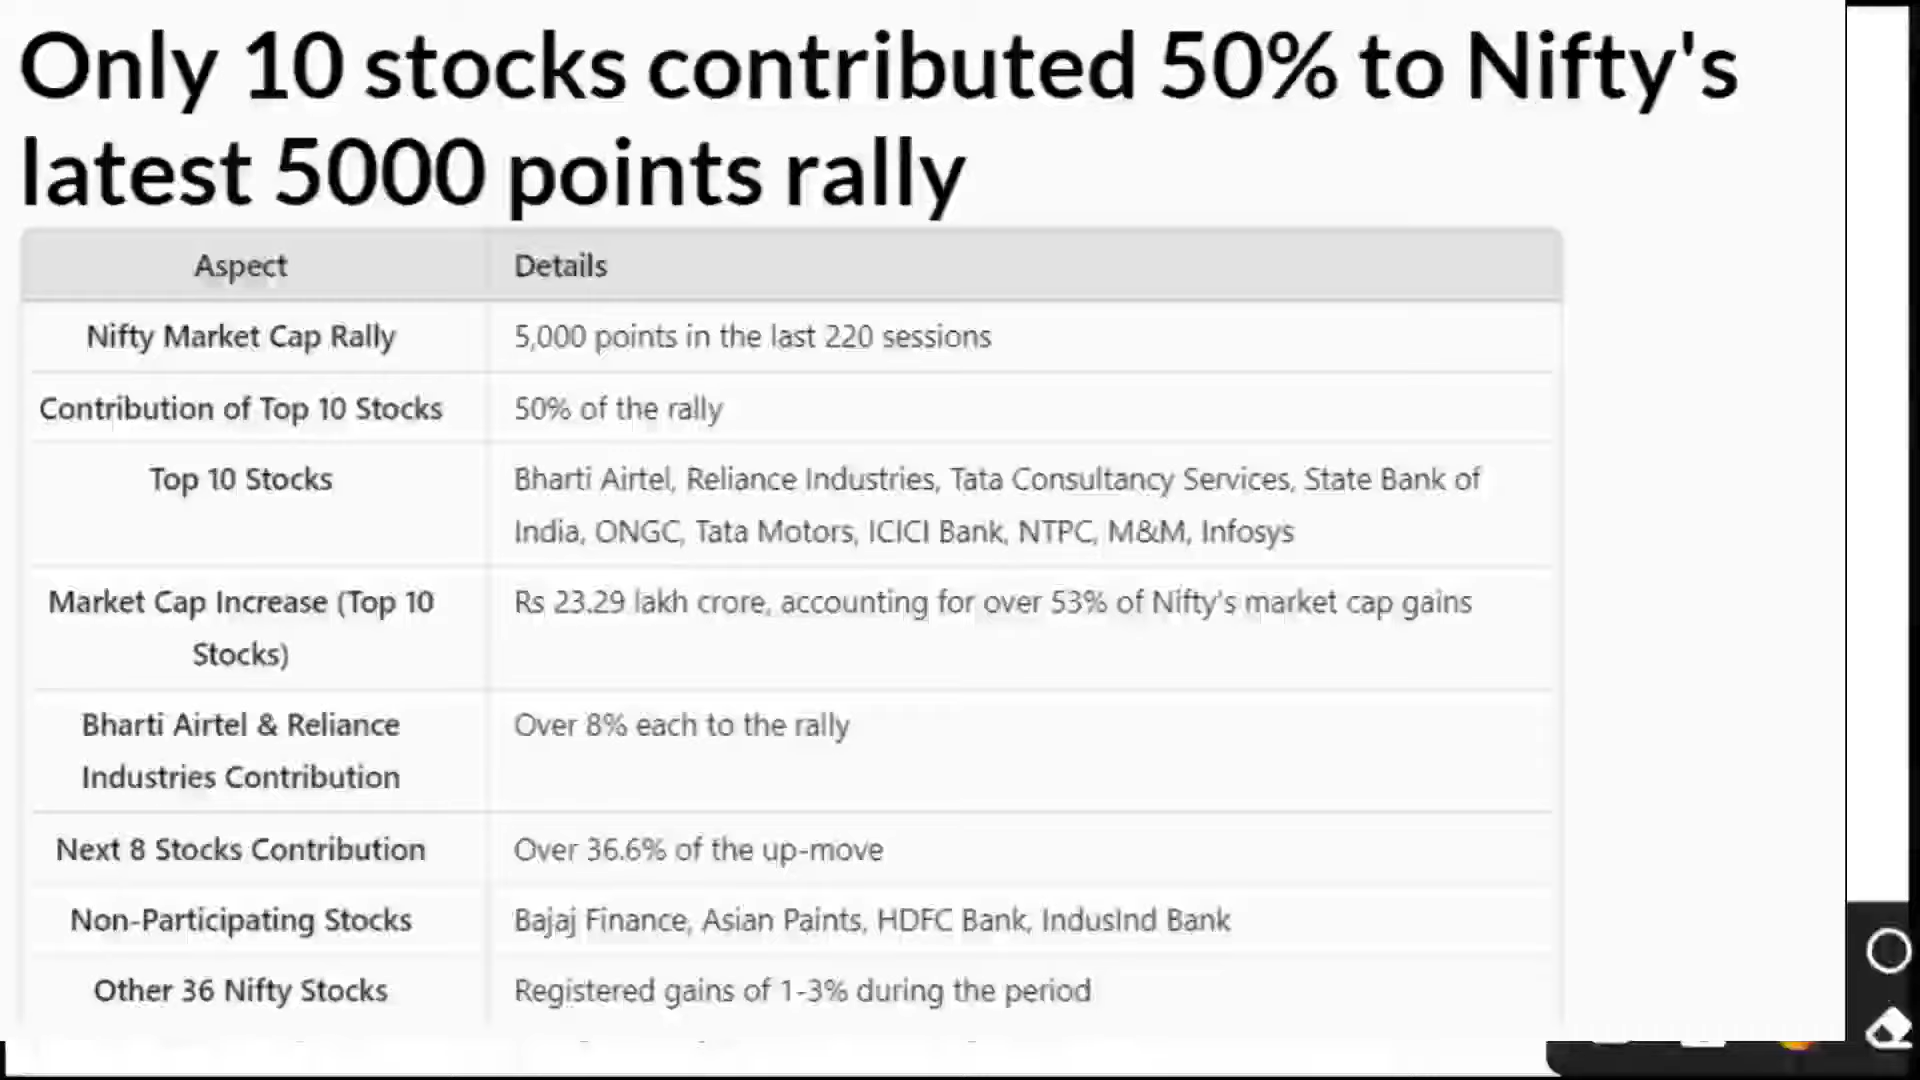 Only 10 stocks contributed 50% to Nifty's
latest 5000 points rally
Aspect Details
Nifty Market Cap Rally 5,000 points in the last 220 sessions
Contribution of Top 10 Stocks 50% of the rally
Top 10 Stocks Bharti Airtel, Reliance Industries, Tata Consultancy Services, State Bank of
India, ONGC, Tata Motors, ICICI Bank, NTPC, M&M, Infosys
Market Cap Increase (Top 10 Rs 23.29 lakh crore, accounting for over 53% of Nifty's market cap gains
Stocks)
Bharti Airtel & Reliance Over 8% each to the rally
Industries Contribution
Next 8 Stocks Contribution Over 36.6% of the up-move
Non-Participating Stocks Bajaj Finance, Asian Paints, HDFC Bank, IndusInd Bank
Other 36 Nifty Stocks Registered gains of 1-3% during the period